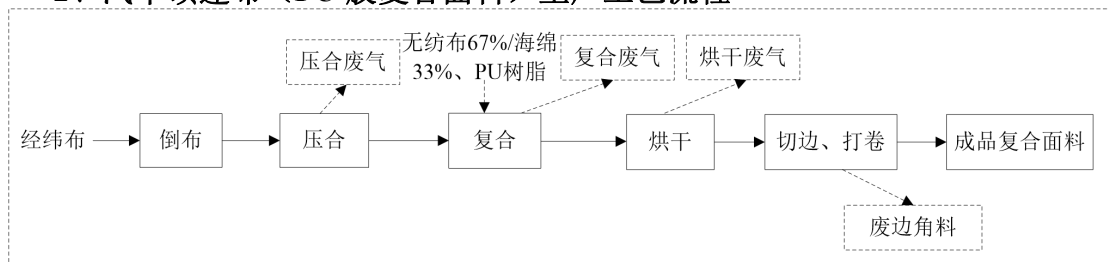 无纺布67%/海绵
33%、PU树脂
压合废气
复合废气
烘干废气
经纬布
倒布
压合
复合
烘干
切边、打卷
成品复合面料
废边角料